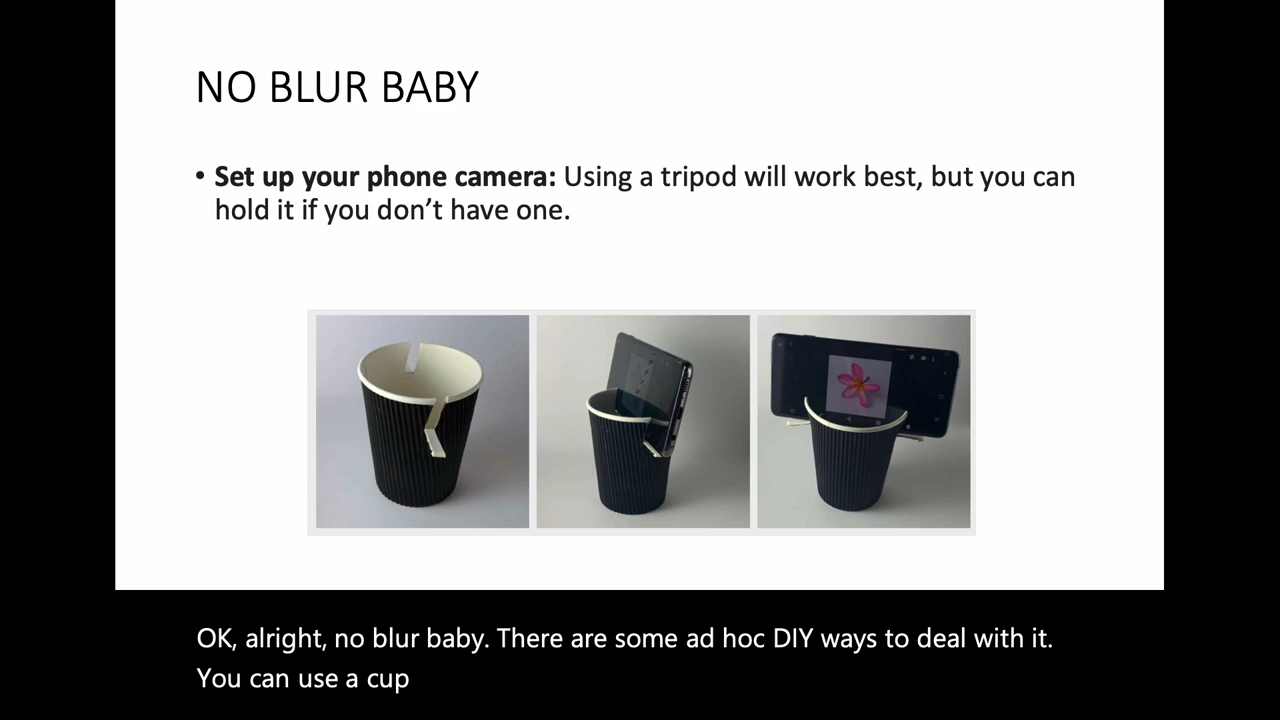 NO BLUR BABY
• Set up your phone camera: Using a tripod will work best, but you can
hold it if you don’t have one.
OK, alright, no blur baby. There are some ad hoc DIY ways to deal with it.
You can use a cup